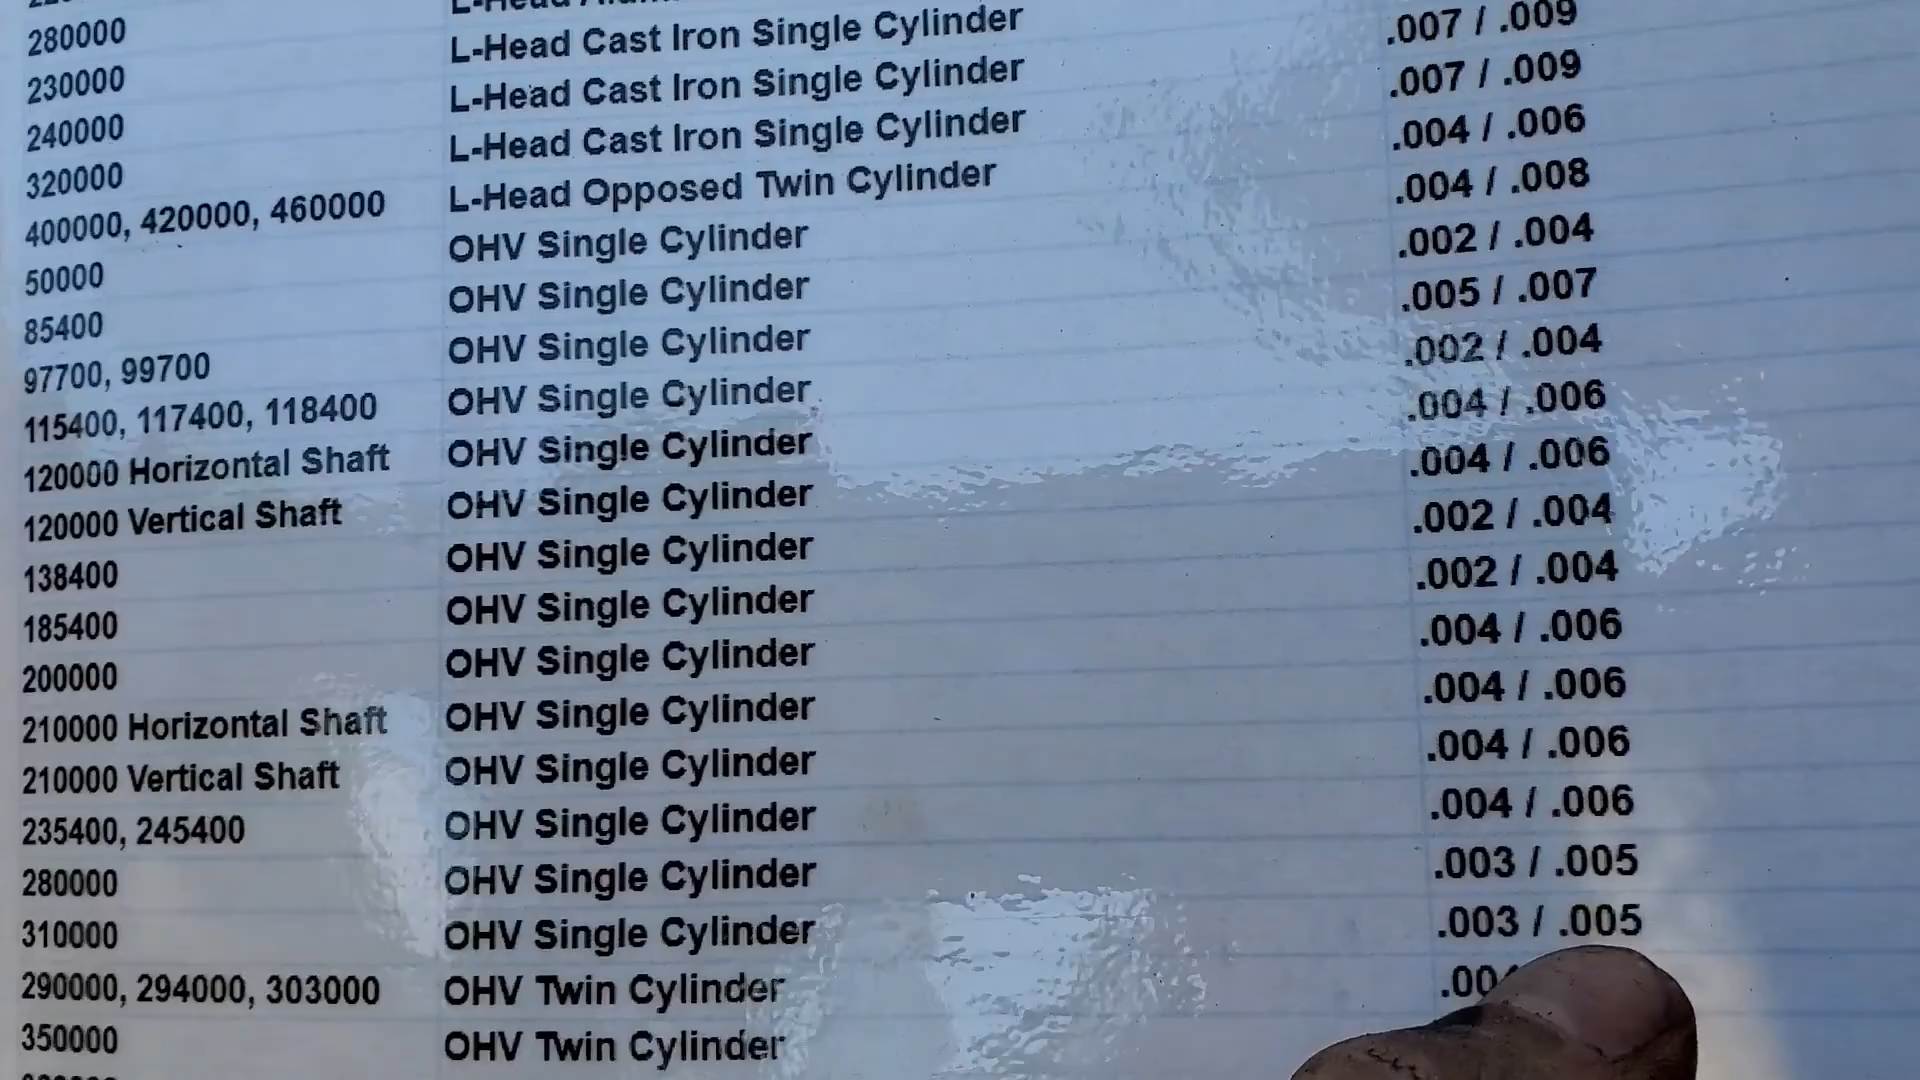 280000 L-Head
230000 L-Head Cast Iron Single Cylinder
240000 L-Head Cast Iron Single Cylinder .007 / .009
320000 L-Head Cast Iron Single Cylinder .007 / .009
400000, 420000, 460000 L-Head Opposed Twin Cylinder .004 / .006
50000 OHV Single Cylinder .004 / .008
85400 OHV Single Cylinder .002 / .004
97700, 99700 OHV Single Cylinder .005 / .007
115400, 117400, 118400 OHV Single Cylinder .002 / .004
120000 Horizontal Shaft OHV Single Cylinder .004 / .006
120000 Vertical Shaft OHV Single Cylinder .004 / .006
138400 OHV Single Cylinder .002 / .004
185400 OHV Single Cylinder .002 / .004
200000 OHV Single Cylinder .004 / .006
210000 Horizontal Shaft OHV Single Cylinder .004 / .006
210000 Vertical Shaft OHV Single Cylinder .004 / .006
235400, 245400 OHV Single Cylinder .004 / .006
280000 OHV Single Cylinder .003 / .005
310000 OHV Single Cylinder .003 / .005
290000, 294000, 303000 OHV Twin Cylinder
350000 OHV Twin Cylinder